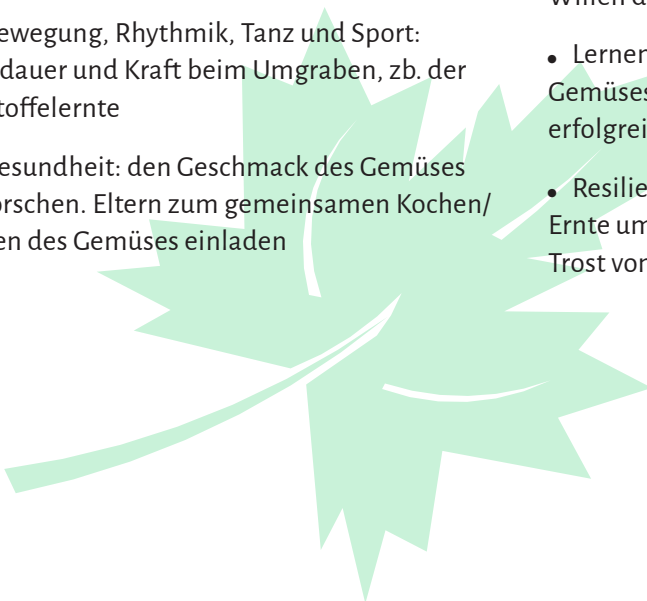 ewegung, Rhythmik, Tanz und Sport:
dauer und Kraft beim Umgraben, zb. der
toffelernte
esundheit: den Geschmack des Gemüses
orschen. Eltern zum gemeinsamen Kochen/
en des Gemüses einladen
• Lernen
Gemüses
erfolgrei
• Resilie
Ernte um
Trost von